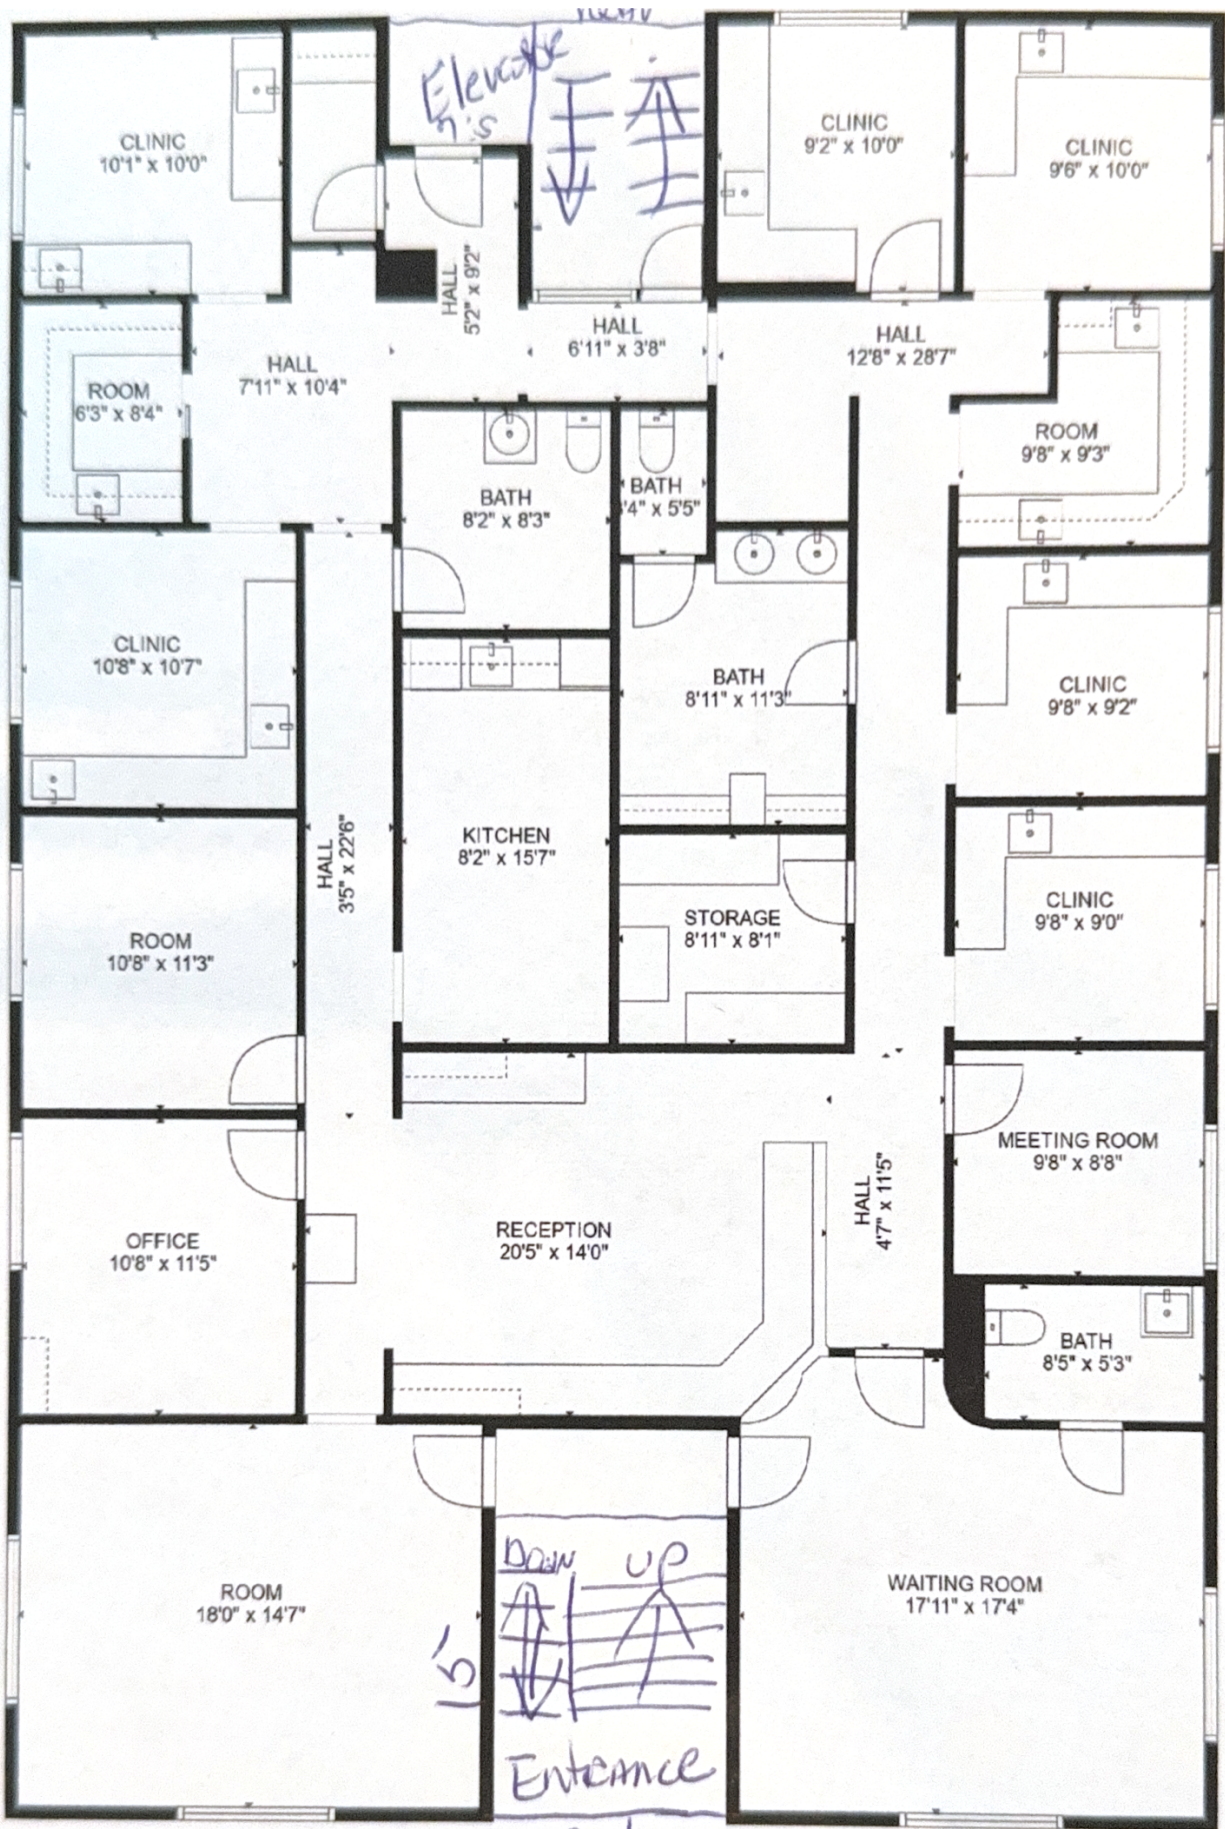 Elevator
CLINIC
10'1" x 10'0"
CLINIC
9'2" x 10'0"
CLINIC
9'6" x 10'0"
HALL
5'2" x 9'2"
HALL
6'11" x 3'8"
HALL
12'8" x 28'7"
HALL
7'11" x 10'4"
ROOM
6'3" x 8'4"
ROOM
9'8" x 9'3"
BATH
8'2" x 8'3"
BATH
'4" x 5'5"
CLINIC
10'8" x 10'7"
BATH
8'11" x 11'3"
CLINIC
9'8" x 9'2"
HALL
3'5" x 22'6"
KITCHEN
8'2" x 15'7"
STORAGE
8'11" x 8'1"
CLINIC
9'8" x 9'0"
ROOM
10'8" x 11'3"
MEETING ROOM
9'8" x 8'8"
OFFICE
10'8" x 11'5"
RECEPTION
20'5" x 14'0"
HALL
4'7" x 11'5"
BATH
8'5" x 5'3"
DOWN UP
ROOM
18'0" x 14'7"
WAITING ROOM
17'11" x 17'4"
15'
ENTRANCE